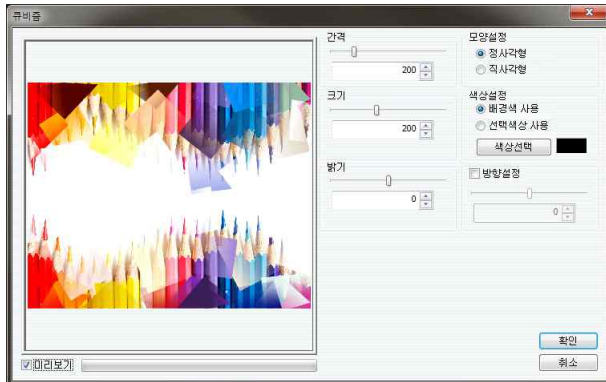 큐비즘
간격
200
크기
200
밝기
0
모양설정
정사각형
직사각형
색상설정
배경색 사용
선택색상 사용
색상선택
방향설정
0
미리보기
확인
취소